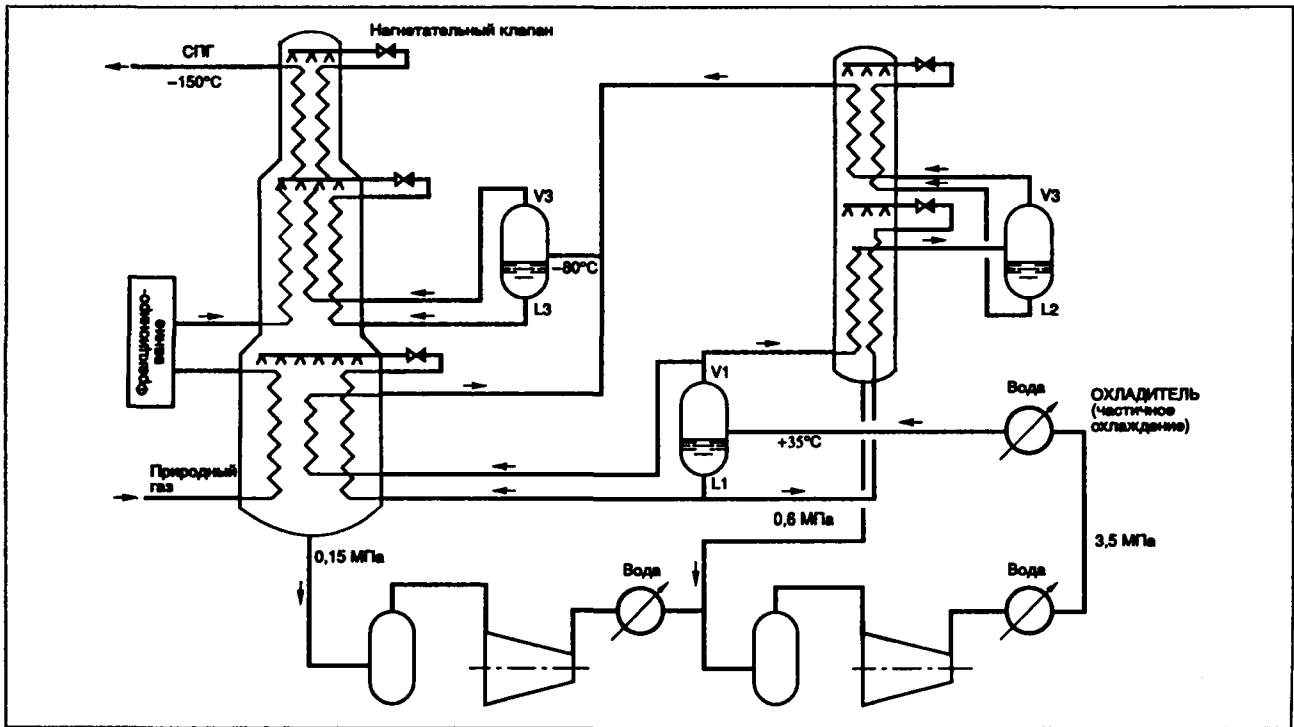 Нагнетательный клапан
СПГ
–150°C
V3
–80°C
L3
V3
L2
Фракциониро-
вание
V1
+35°C
L1
Вода
ОХЛАДИТЕЛЬ
(частичное
охлаждение)
Природный
газ
0,15 МПа
0,6 МПа
3,5 МПа
Вода
Вода